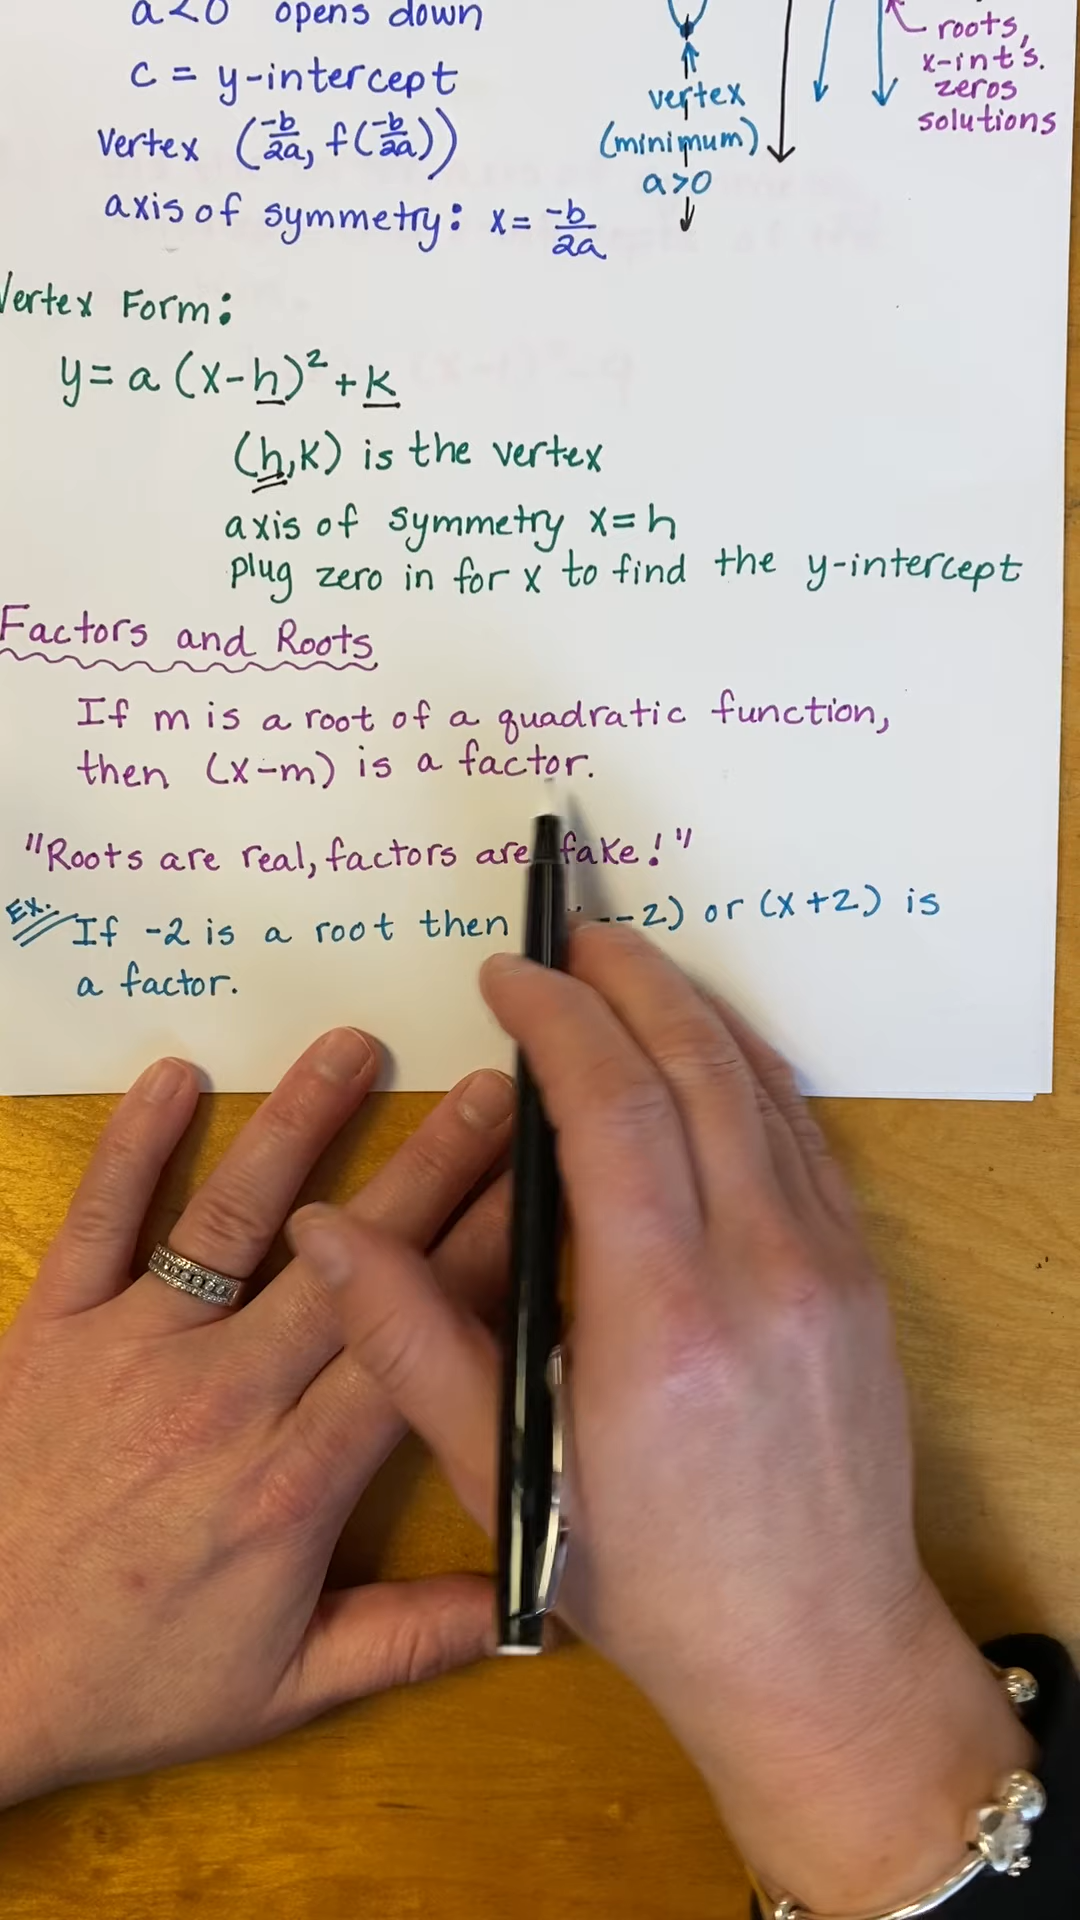 a<0 opens down
c = y-intercept
vertex (-b/2a, f(-b/2a))
axis of symmetry: x = -b/2a
vertex
(minimum)
a>0
roots,
x-int's.
zeros
solutions
Vertex Form:
y = a (x-h)² + k
(h,k) is the vertex
axis of symmetry x=h
plug zero in for x to find the y-intercept
Factors and Roots
If m is a root of a quadratic function,
then (x-m) is a factor.
"Roots are real, factors are fake!"
Ex. If -2 is a root then --2) or (x+2) is
a factor.